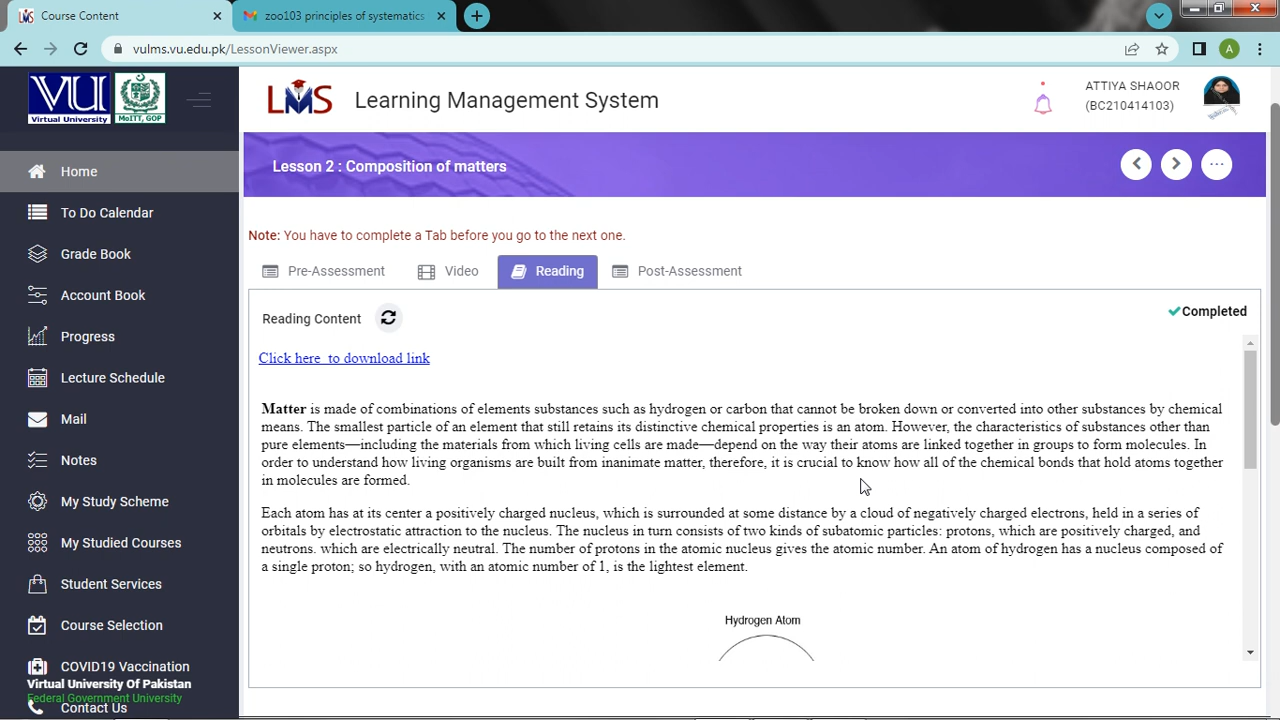 Course Content
zoo103 principles of systematics
vulms.vu.edu.pk/LessonViewer.aspx
A
VU
Virtual University
MoITT, GOP
LMS
Learning Management System
ATTIYA SHAOOR
(BC210414103)
Lesson 2 : Composition of matters
Home
To Do Calendar
Grade Book
Account Book
Progress
Lecture Schedule
Mail
Notes
My Study Scheme
My Studied Courses
Student Services
Course Selection
COVID19 Vaccination
Virtual University Of Pakistan
Federal Government University
Contact Us
Note: You have to complete a Tab before you go to the next one.
Pre-Assessment
Video
Reading
Post-Assessment
Reading Content
Completed
Click here  to download link
Matter is made of combinations of elements substances such as hydrogen or carbon that cannot be broken down or converted into other substances by chemical
means. The smallest particle of an element that still retains its distinctive chemical properties is an atom. However, the characteristics of substances other than
pure elements—including the materials from which living cells are made—depend on the way their atoms are linked together in groups to form molecules. In
order to understand how living organisms are built from inanimate matter, therefore, it is crucial to know how all of the chemical bonds that hold atoms together
in molecules are formed.
Each atom has at its center a positively charged nucleus, which is surrounded at some distance by a cloud of negatively charged electrons, held in a series of
orbitals by electrostatic attraction to the nucleus. The nucleus in turn consists of two kinds of subatomic particles: protons, which are positively charged, and
neutrons. which are electrically neutral. The number of protons in the atomic nucleus gives the atomic number. An atom of hydrogen has a nucleus composed of
a single proton; so hydrogen, with an atomic number of 1, is the lightest element.
Hydrogen Atom